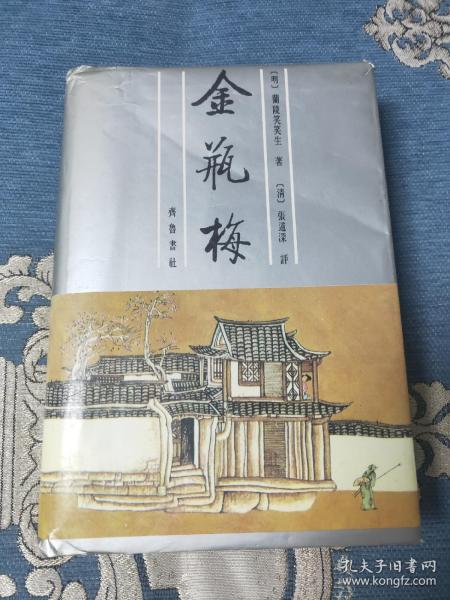 金瓶梅
〔明〕蘭陵笑笑生 著
〔清〕張道深 評
齊魯書社
孔夫子旧书网
www.kongfz.com